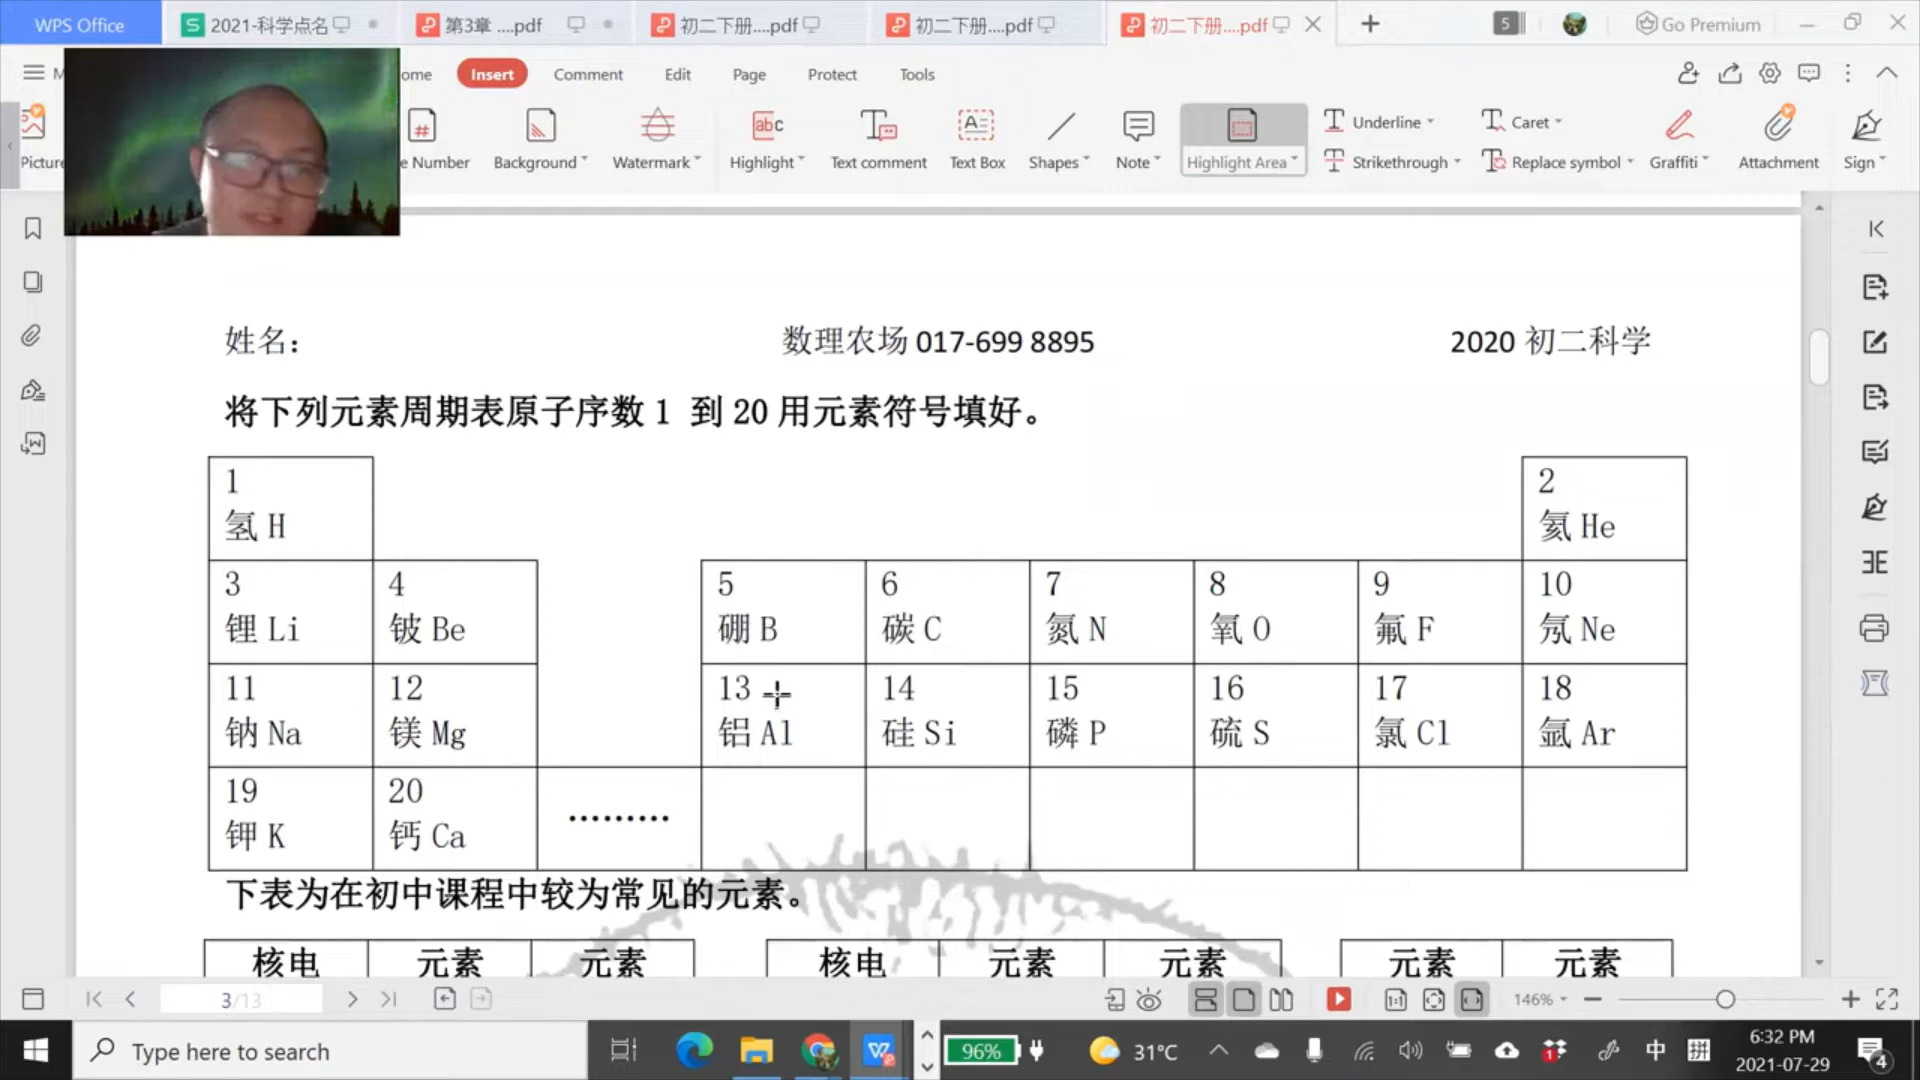 WPS Office
2021-科学点名
第3章 ....pdf
初二下册....pdf
初二下册....pdf
初二下册....pdf
5
Go Premium
Insert
Comment
Edit
Page
Protect
Tools
Picture
Background
Watermark
Highlight
Text comment
Text Box
Shapes
Note
Highlight Area
Underline
Strikethrough
Caret
Replace symbol
Graffiti
Attachment
Sign
姓名：
数理农场 017-699 8895
2020 初二科学
将下列元素周期表原子序数 1 到 20 用元素符号填好。
1
氢 H
2
氦 He
3
锂 Li
4
铍 Be
5
硼 B
6
碳 C
7
氮 N
8
氧 O
9
氟 F
10
氖 Ne
11
钠 Na
12
镁 Mg
13
铝 Al
14
硅 Si
15
磷 P
16
硫 S
17
氯 Cl
18
氩 Ar
19
钾 K
20
钙 Ca
………
下表为在初中课程中较为常见的元素。
核电 元素 元素
核电 元素 元素
元素 元素
3/13
146%
Type here to search
96%
31°C
中
拼
6:32 PM
2021-07-29
4